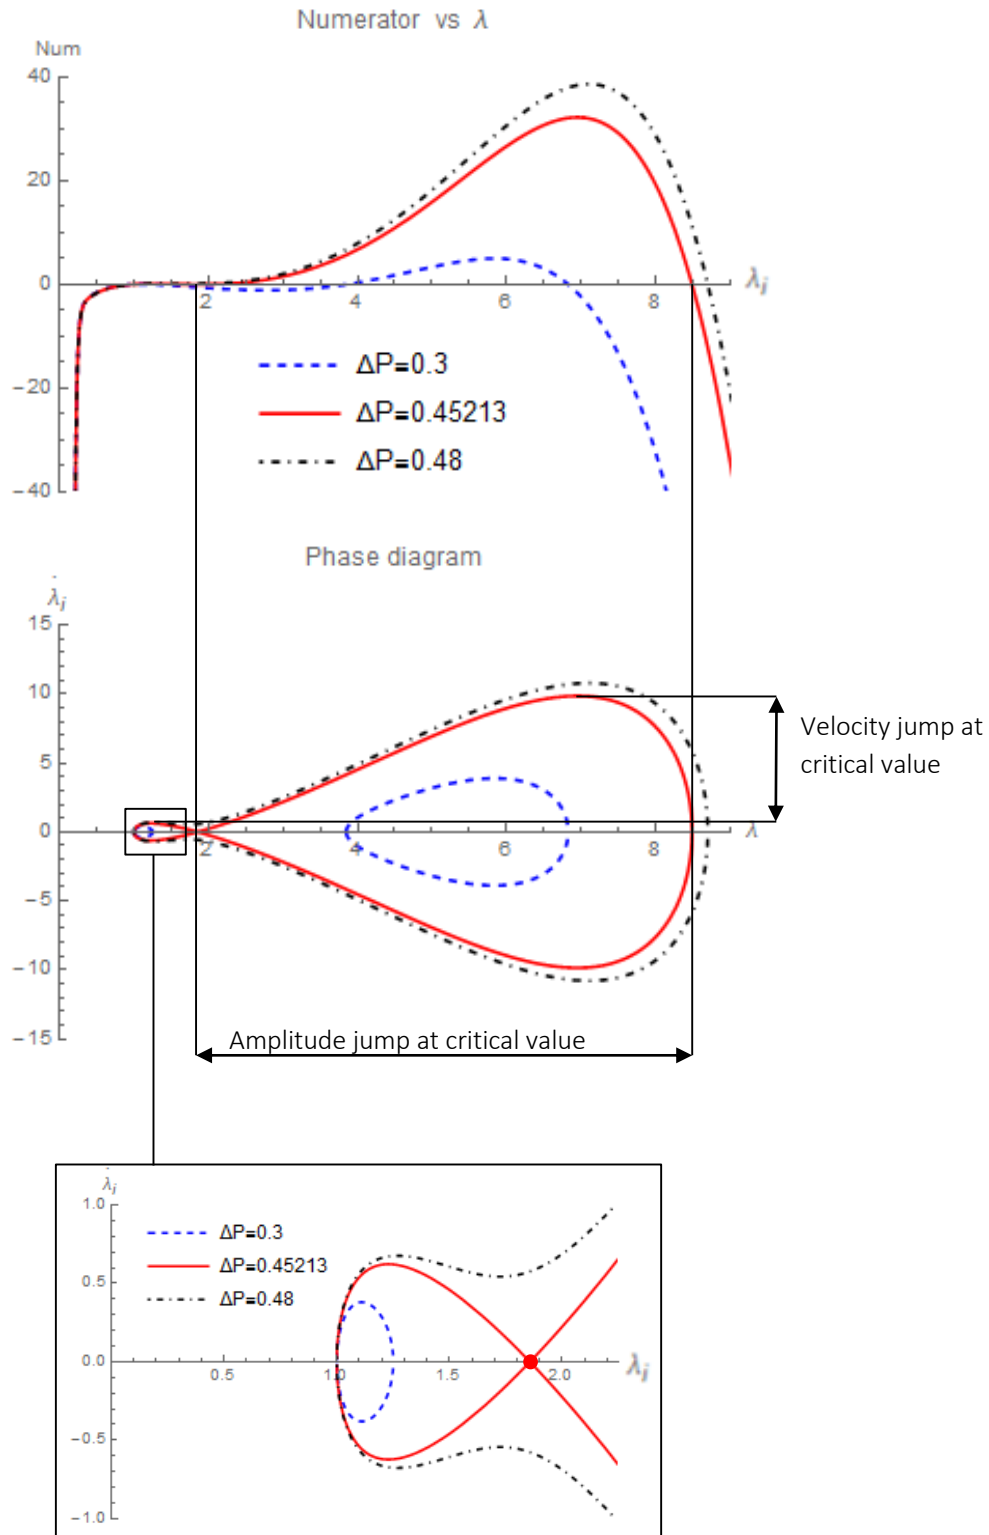 Numerator vs λ
Num
40
20
0
−20
−40
2
4
6
8
λᵢ
ΔP=0.3
ΔP=0.45213
ΔP=0.48
Phase diagram
λ̇ᵢ
15
10
5
0
−5
−10
−15
2
4
6
8
λ
Velocity jump at
critical value
Amplitude jump at critical value
λ̇ᵢ
1.0
0.5
0.0
−0.5
−1.0
ΔP=0.3
ΔP=0.45213
ΔP=0.48
0.5
1.0
1.5
2.0
λᵢ